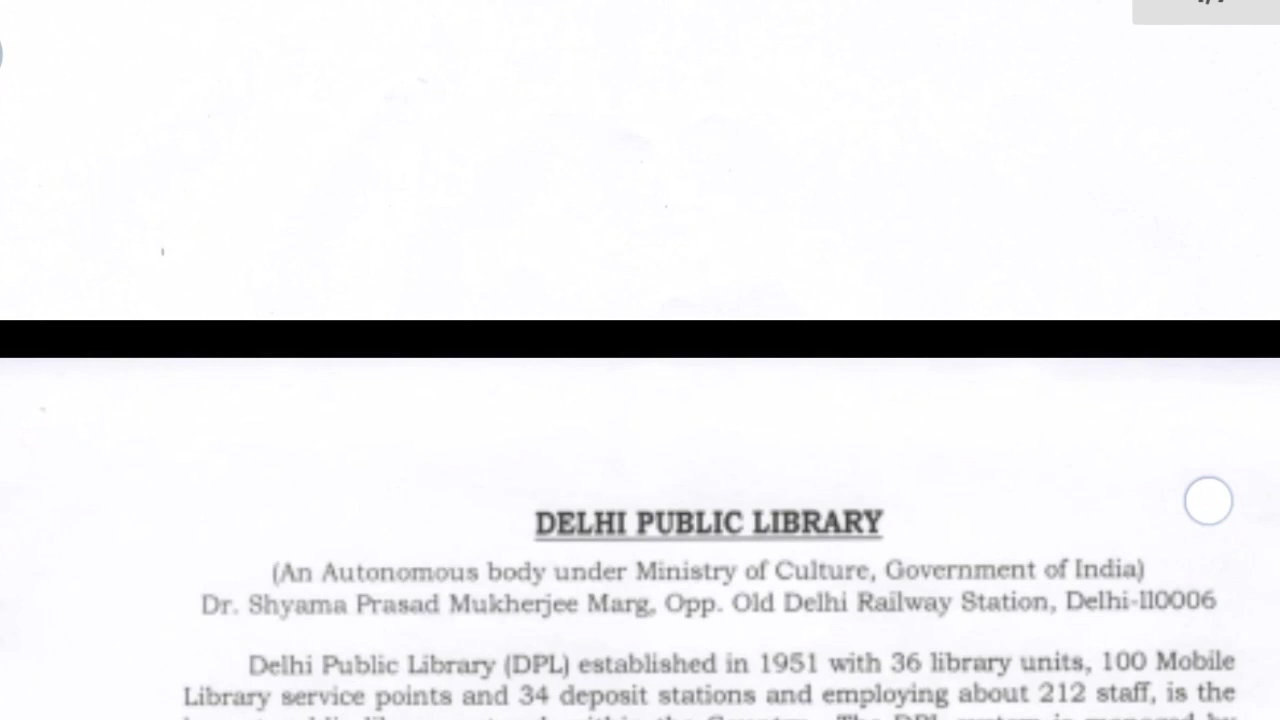 DELHI PUBLIC LIBRARY
(An Autonomous body under Ministry of Culture, Government of India)
Dr. Shyama Prasad Mukherjee Marg, Opp. Old Delhi Railway Station, Delhi-110006
Delhi Public Library (DPL) established in 1951 with 36 library units, 100 Mobile
Library service points and 34 deposit stations and employing about 212 staff, is the